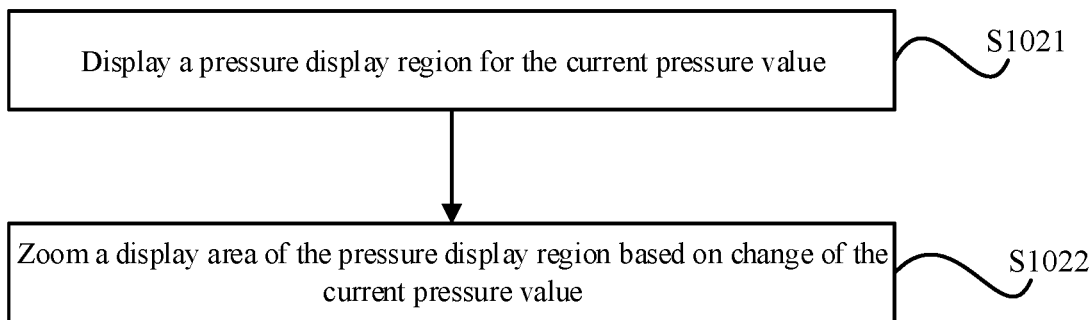 Display a pressure display region for the current pressure value
S1021
Zoom a display area of the pressure display region based on change of the
current pressure value
S1022